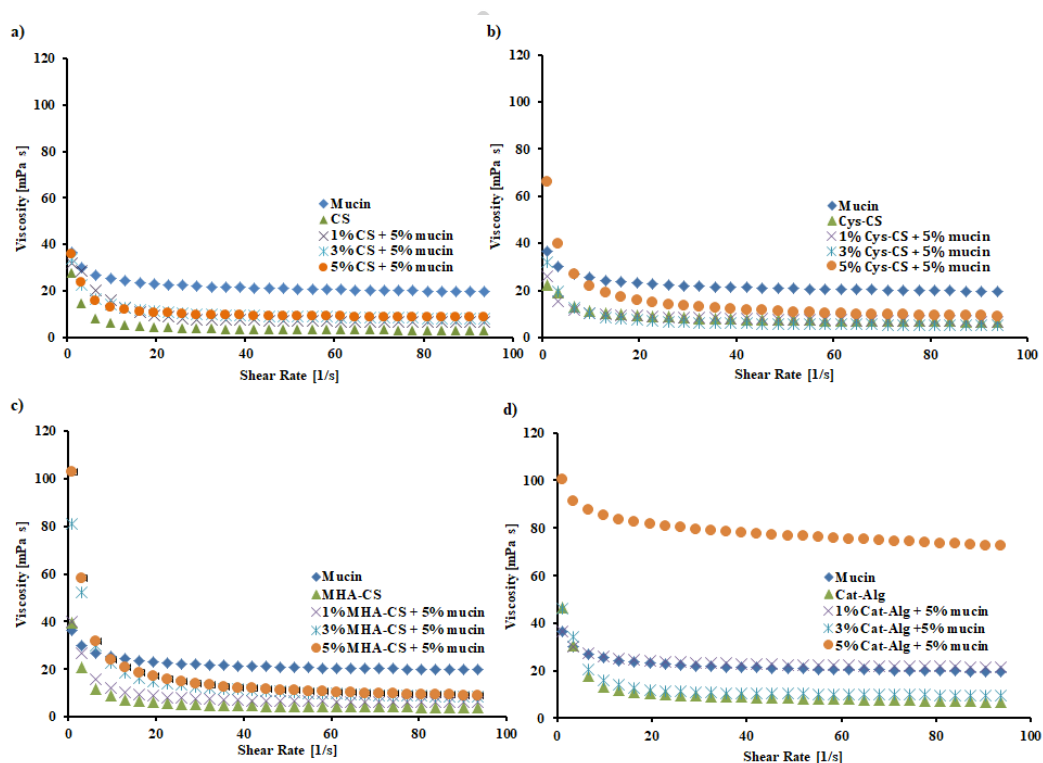 a)
120
100
80
60
40
20
0
Viscosity [mPa s]
Mucin
CS
1% CS + 5% mucin
3% CS + 5% mucin
5% CS + 5% mucin
0 20 40 60 80 100
Shear Rate [1/s]
b)
120
100
80
60
40
20
0
Viscosity [mPa s]
Mucin
Cys-CS
1% Cys-CS + 5% mucin
3% Cys-CS + 5% mucin
5% Cys-CS + 5% mucin
0 20 40 60 80 100
Shear Rate [1/s]
c)
120
100
80
60
40
20
0
Viscosity [mPa s]
Mucin
MHA-CS
1% MHA-CS + 5% mucin
3% MHA-CS + 5% mucin
5% MHA-CS + 5% mucin
0 20 40 60 80 100
Shear Rate [1/s]
d)
120
100
80
60
40
20
0
Viscosity [mPa s]
Mucin
Cat-Alg
1% Cat-Alg + 5% mucin
3% Cat-Alg +5% mucin
5% Cat-Alg + 5% mucin
0 20 40 60 80 100
Shear Rate [1/s]